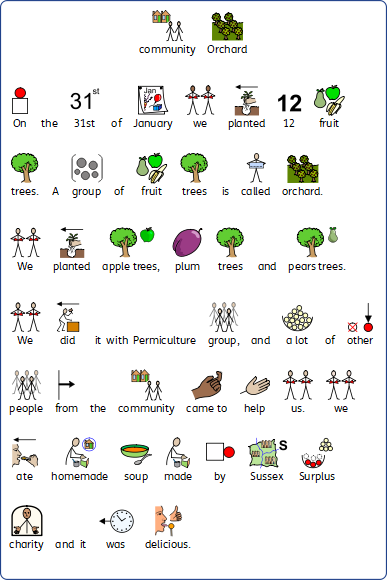 community Orchard
31st Jan 12
On the 31st of January we planted 12 fruit
trees. A group of fruit trees is called orchard.
We planted apple trees, plum trees and pears trees.
We did it with Permiculture group, and a lot of other
people from the community came to help us. we
S
ate homemade soup made by Sussex Surplus
charity and it was delicious.